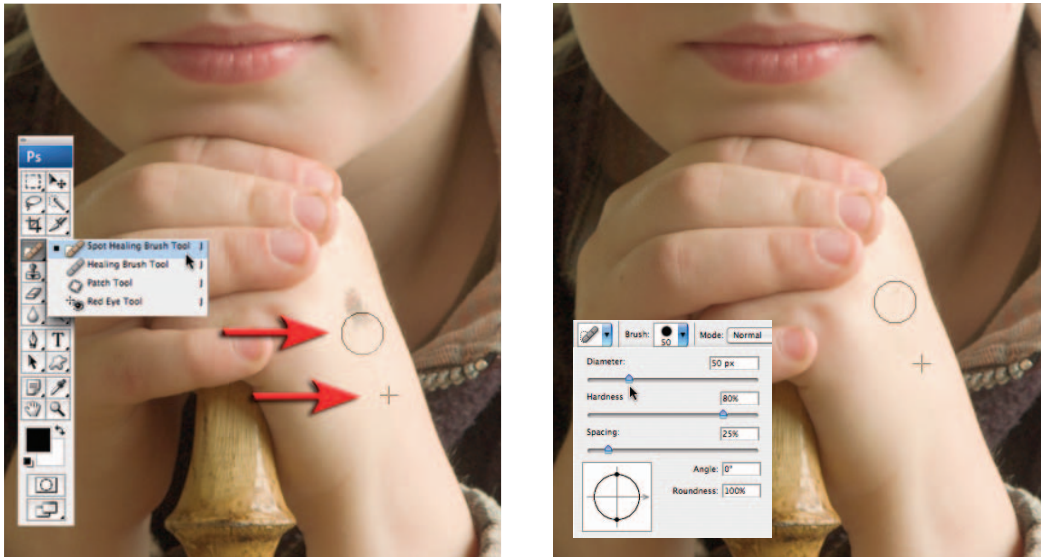 Ps
Spot Healing Brush Tool J
Healing Brush Tool J
Patch Tool J
Red Eye Tool J
T
Brush: 50 Mode: Normal
Diameter: 50 px
Hardness 80%
Spacing: 25%
Angle: 0°
Roundness: 100%